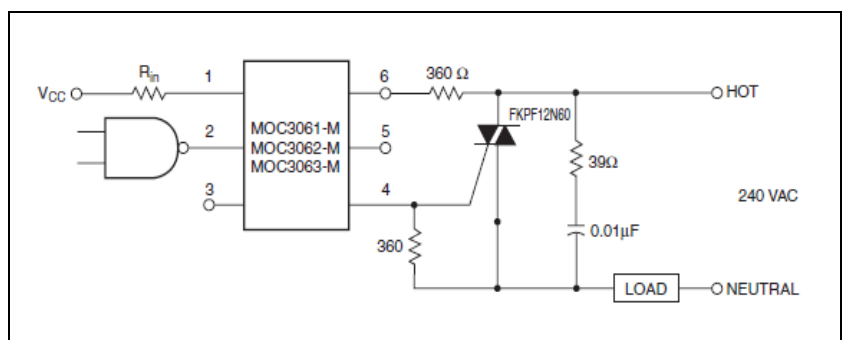 V_CC
R_in
1
2
3
MOC3061-M
MOC3062-M
MOC3063-M
6
5
4
360 Ω
FKPF12N60
HOT
39Ω
240 VAC
0.01µF
360
LOAD
NEUTRAL